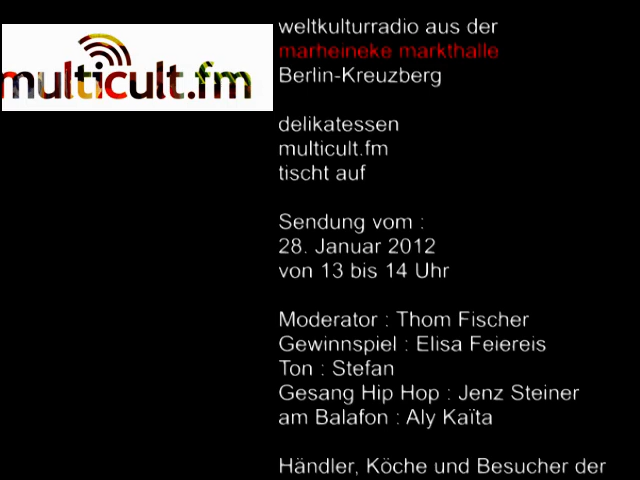 multicult.fm
weltkulturradio aus der
marheineke markthalle
Berlin-Kreuzberg
delikatessen
multicult.fm
tischt auf
Sendung vom :
28. Januar 2012
von 13 bis 14 Uhr
Moderator : Thom Fischer
Gewinnspiel : Elisa Feiereis
Ton : Stefan
Gesang Hip Hop : Jenz Steiner
am Balafon : Aly Kaïta
Händler, Köche und Besucher der